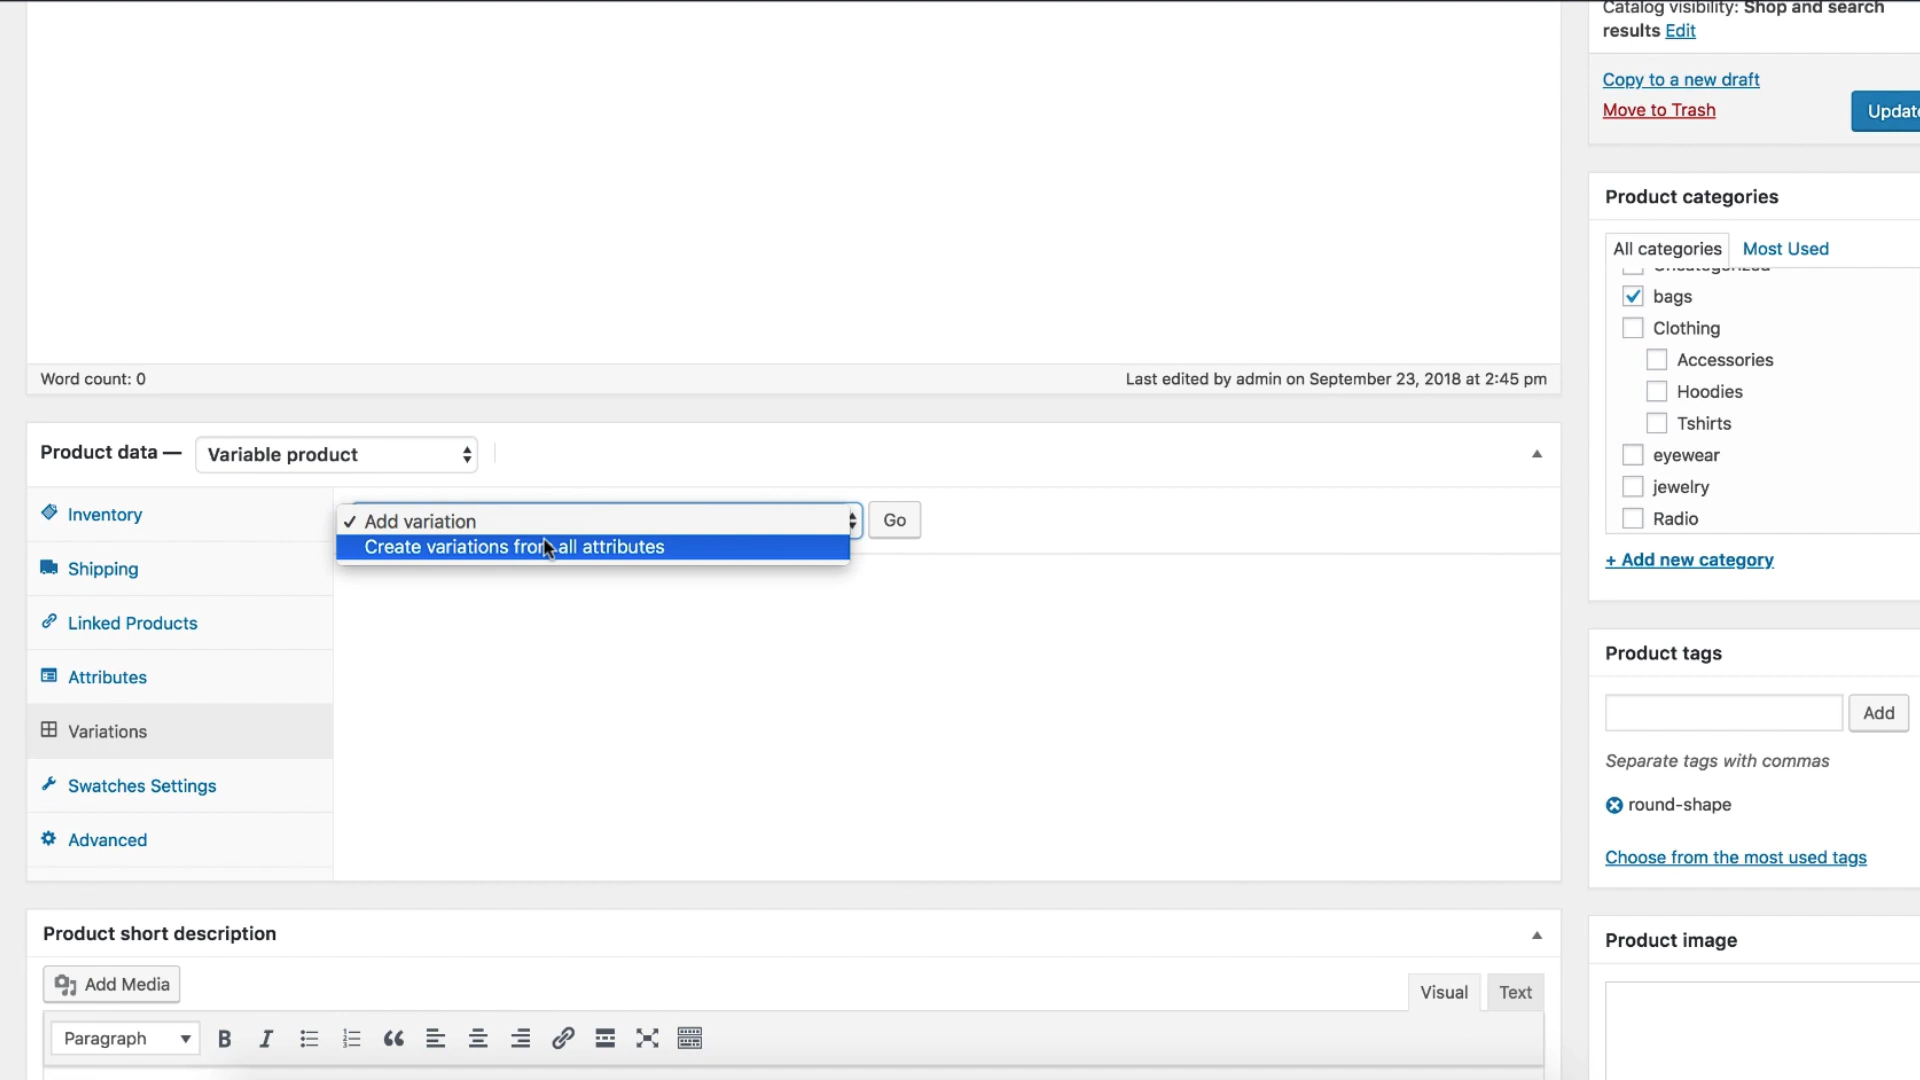 Catalog visibility: Shop and search
results Edit
Copy to a new draft
Move to Trash
Update
Product categories
All categories
Most Used
Uncategorized
bags
Clothing
Accessories
Hoodies
Tshirts
eyewear
jewelry
Radio
+ Add new category
Word count: 0
Last edited by admin on September 23, 2018 at 2:45 pm
Product data —
Variable product
Inventory
Shipping
Linked Products
Attributes
Variations
Swatches Settings
Advanced
✓ Add variation
Create variations from all attributes
Go
Product tags
Add
Separate tags with commas
round-shape
Choose from the most used tags
Product short description
Add Media
Visual
Text
Paragraph
B
I
Product image